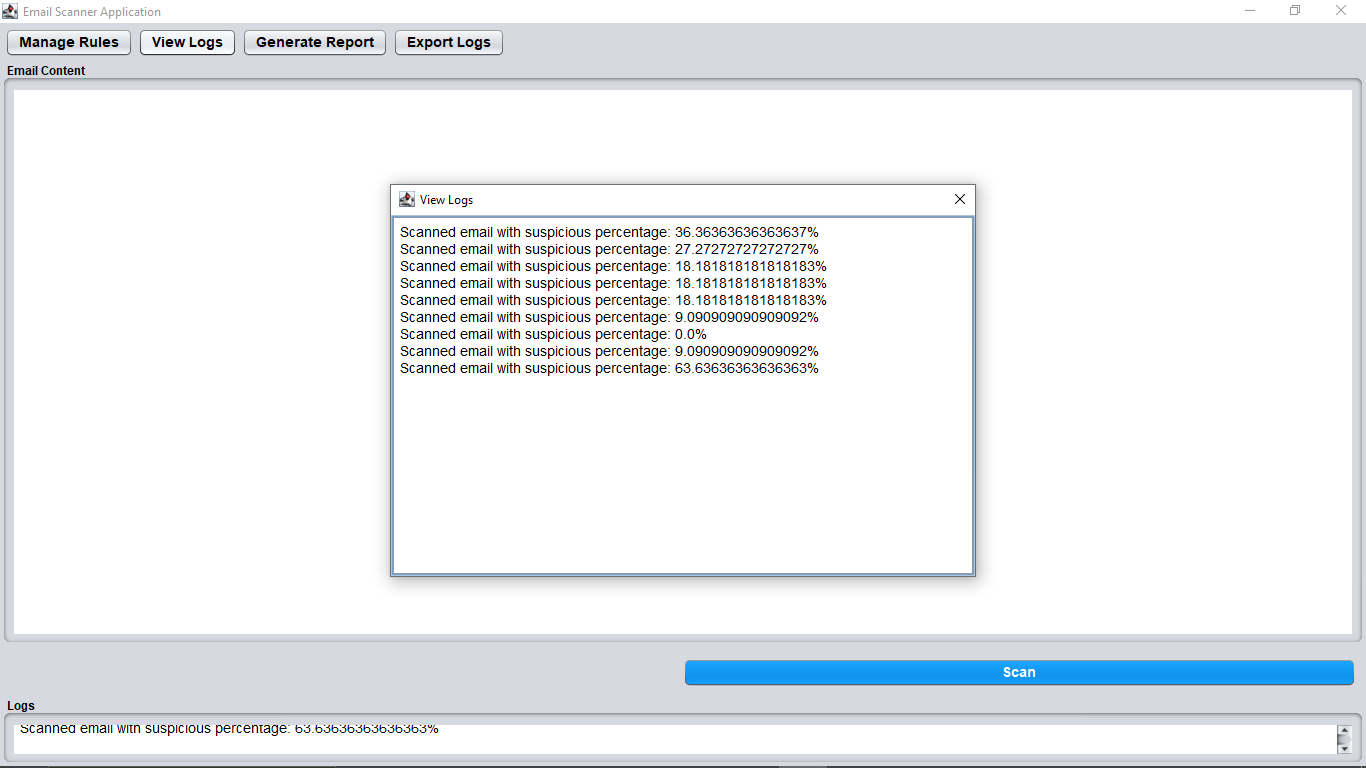 Email Scanner Application
Manage Rules View Logs Generate Report Export Logs
Email Content
View Logs
Scanned email with suspicious percentage: 36.36363636363637%
Scanned email with suspicious percentage: 27.27272727272727%
Scanned email with suspicious percentage: 18.181818181818183%
Scanned email with suspicious percentage: 18.181818181818183%
Scanned email with suspicious percentage: 18.181818181818183%
Scanned email with suspicious percentage: 9.090909090909092%
Scanned email with suspicious percentage: 0.0%
Scanned email with suspicious percentage: 9.090909090909092%
Scanned email with suspicious percentage: 63.63636363636363%
Scan
Logs
Scanned email with suspicious percentage: 63.63636363636363%